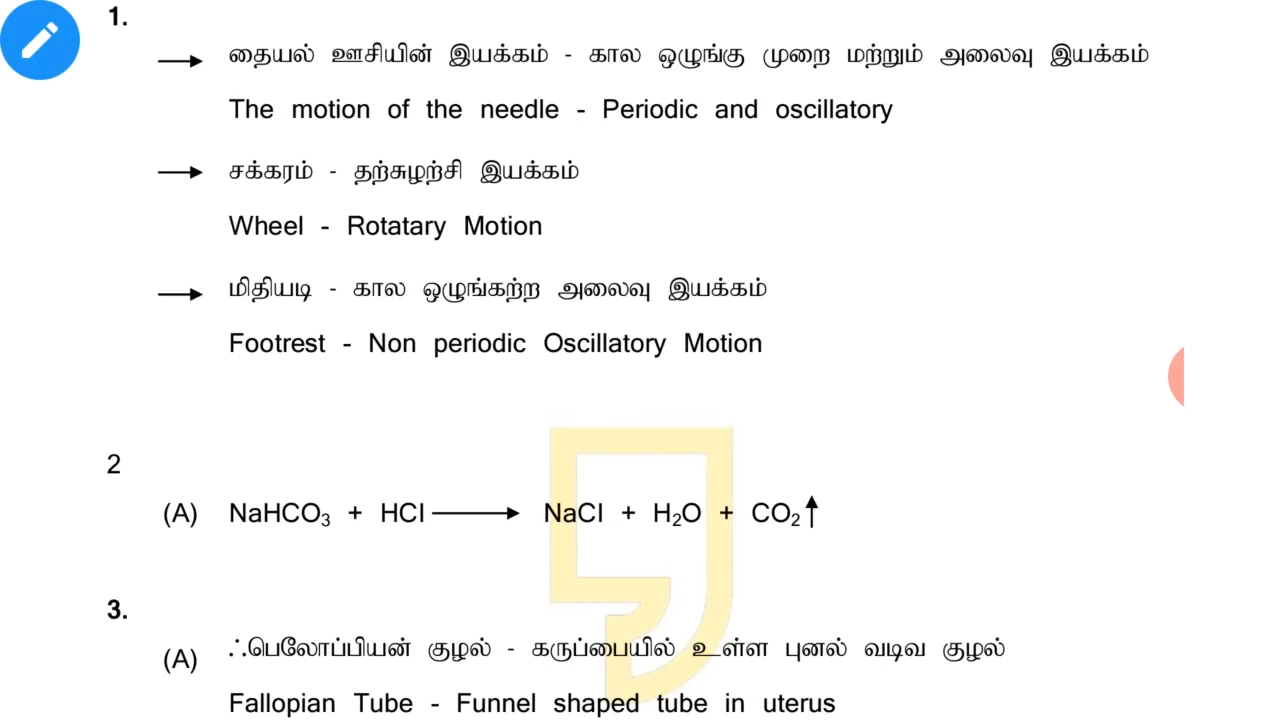 1.
→ தையல் ஊசியின் இயக்கம் - கால ஒழுங்கு முறை மற்றும் அலைவு இயக்கம்
The motion of the needle - Periodic and oscillatory
→ சக்கரம் - தற்சுழற்சி இயக்கம்
Wheel - Rotatary Motion
→ மிதியடி - கால ஒழுங்கற்ற அலைவு இயக்கம்
Footrest - Non periodic Oscillatory Motion
2
(A) NaHCO₃ + HCl ⟶ NaCl + H₂O + CO₂↑
3.
(A) ஃபெலோப்பியன் குழல் - கருப்பையில் உள்ள புனல் வடிவ குழல்
Fallopian Tube - Funnel shaped tube in uterus